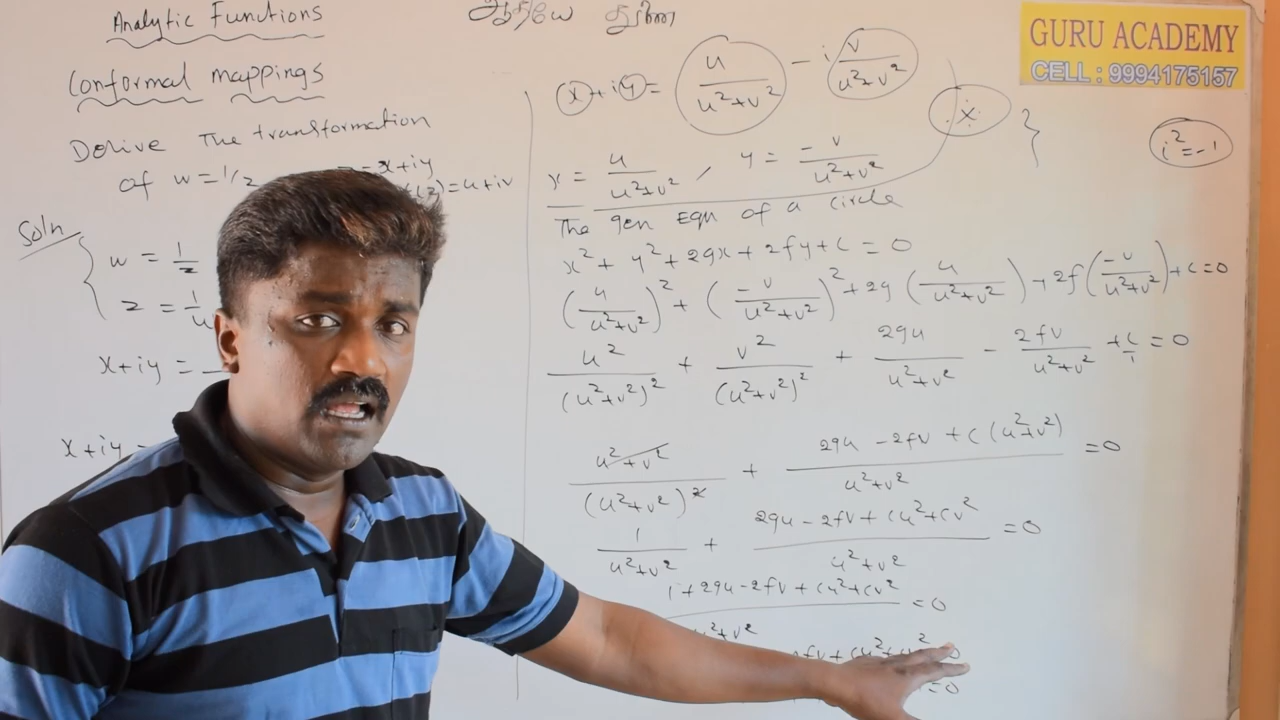 Analytic Functions
Conformal mappings
Derive the transformation
of w=1/z z=x+iy
(z)=u+iv
Soln
w = 1/z
z = 1/
x+iy =
x+iy =
x+iy = u/(u²+v²) - i v/(u²+v²)
x = u/(u²+v²) , y = -v/(u²+v²)
The gen Eqn of a circle
x² + y² + 2gx + 2fy + c = 0
(u/(u²+v²))² + (-v/(u²+v²))² + 2g (u/(u²+v²)) + 2f(-v/(u²+v²)) + c = 0
u²/(u²+v²)² + v²/(u²+v²)² + 2gu/(u²+v²) - 2fv/(u²+v²) + c/1 = 0
(u²+v²)/(u²+v²)² + (2gu - 2fv + c(u²+v²))/(u²+v²) = 0
1/(u²+v²) + (2gu - 2fv + cu²+cv²)/(u²+v²) = 0
(1+2gu-2fv+cu²+cv²)/(u²+v²) = 0
=0
i²=-1
GURU ACADEMY
CELL : 9994175157